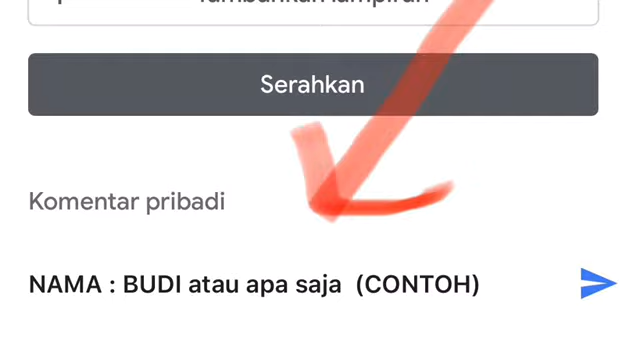 Serahkan
Komentar pribadi
NAMA : BUDI atau apa saja (CONTOH)